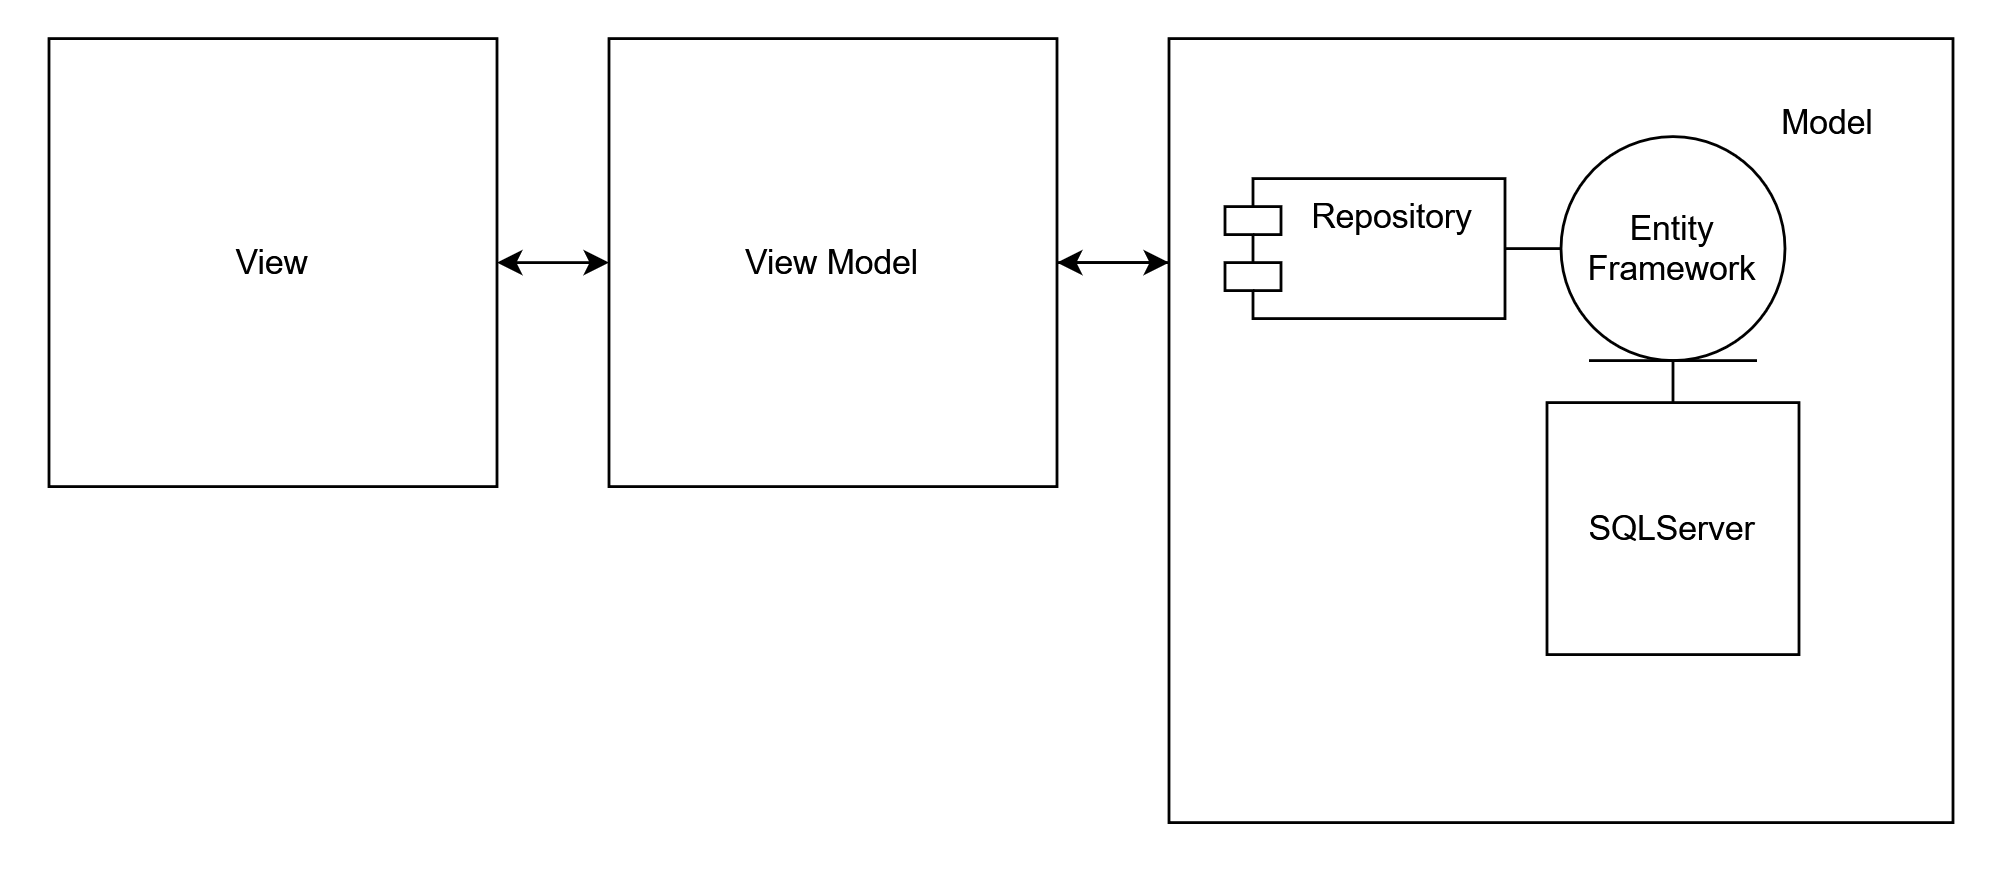 View
View Model
Model
Repository
Entity
Framework
SQLServer